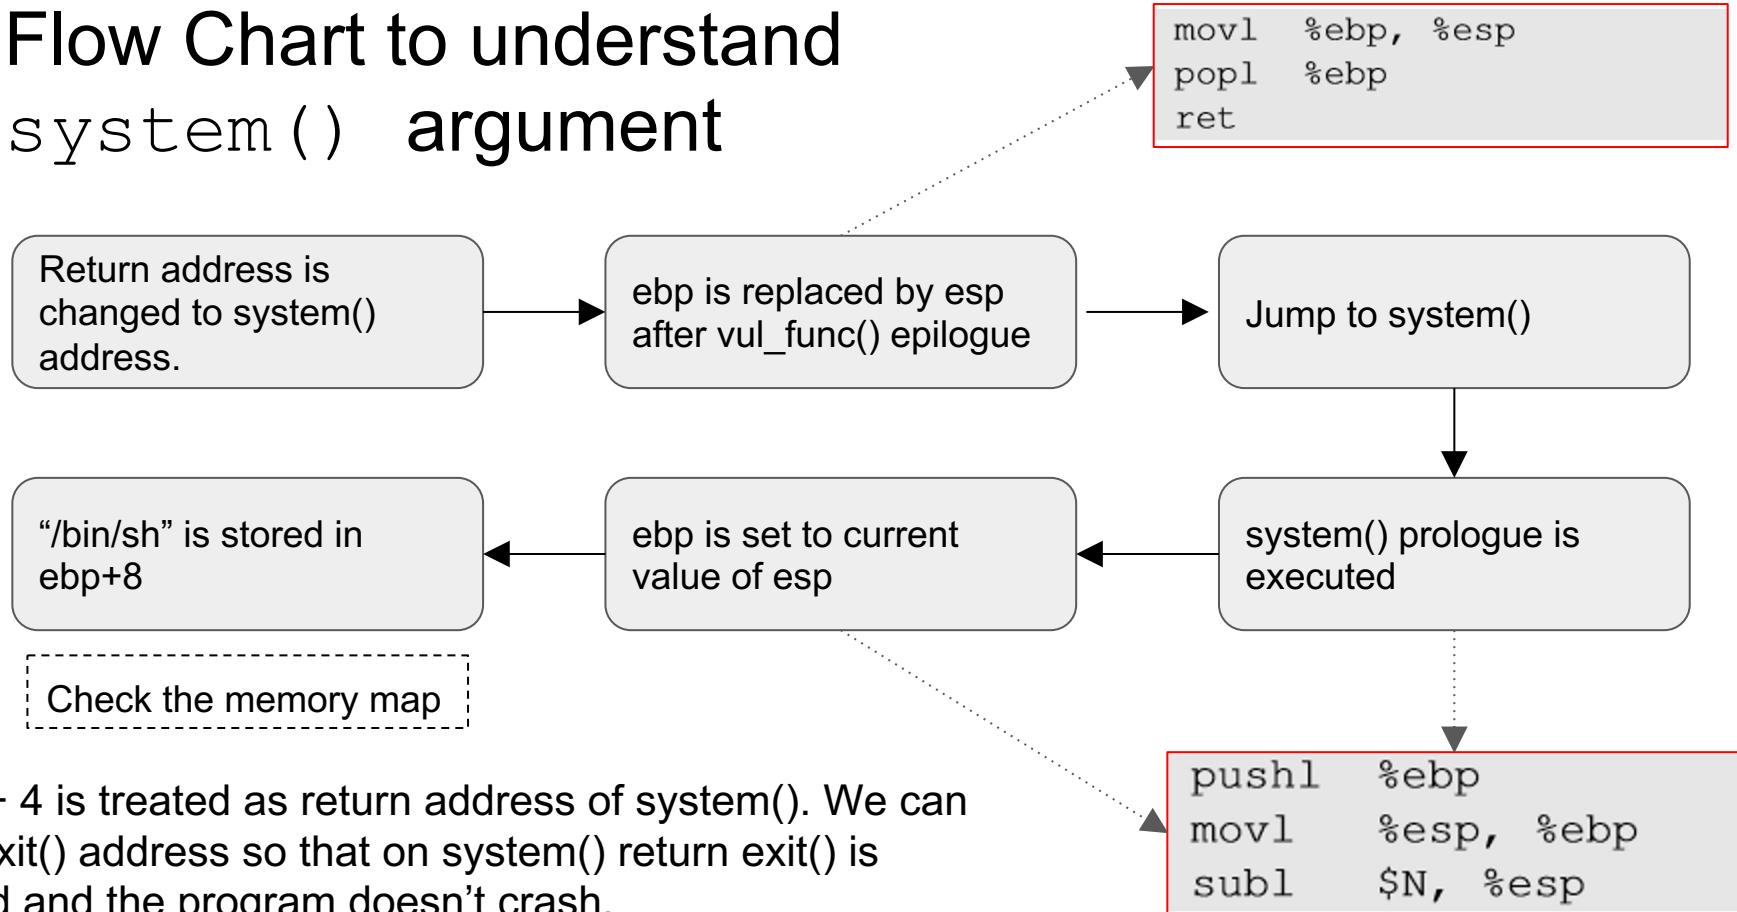 Flow Chart to understand
system() argument
movl %ebp, %esp
popl %ebp
ret
Return address is
changed to system()
address.
ebp is replaced by esp
after vul_func() epilogue
Jump to system()
“/bin/sh” is stored in
ebp+8
ebp is set to current
value of esp
system() prologue is
executed
Check the memory map
4 is treated as return address of system(). We can
address so that on system() return exit() is
and the program doesn’t crash.
pushl %ebp
movl %esp, %ebp
subl $N, %esp